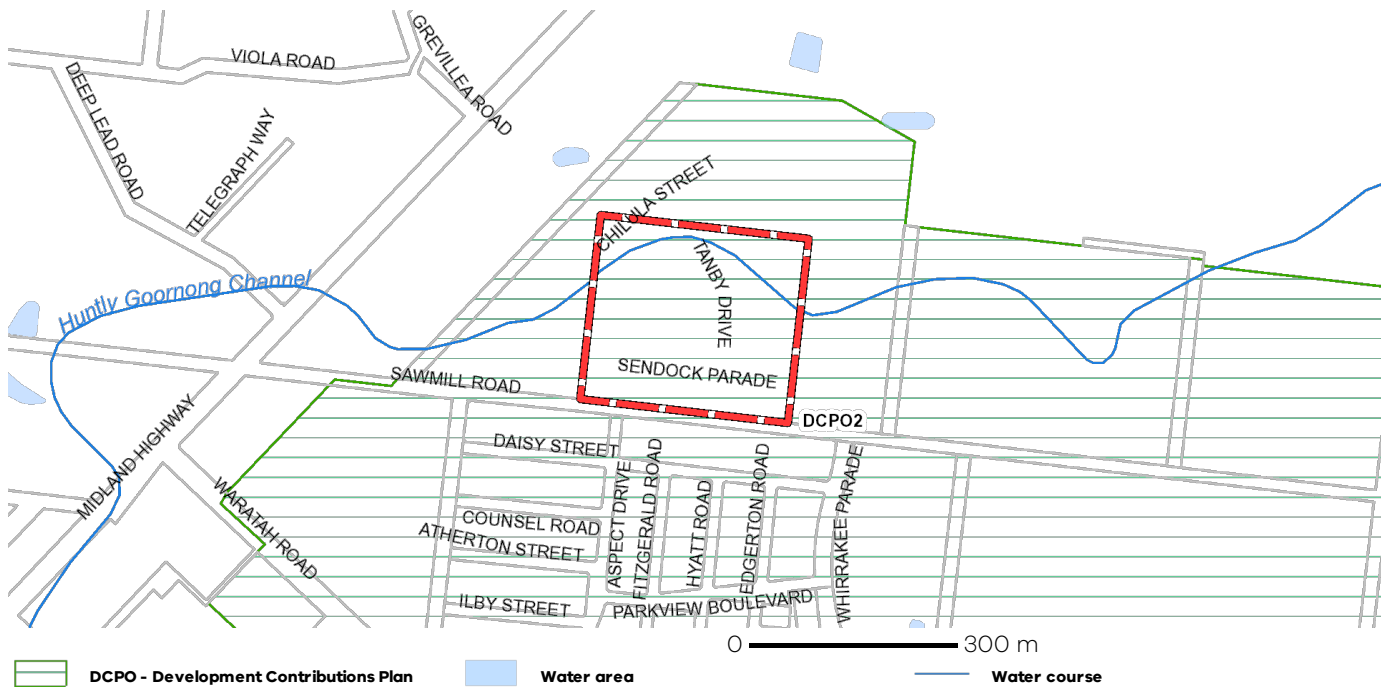 VIOLA ROAD
GREVILLEA ROAD
DEEP LEAD ROAD
TELEGRAPH WAY
CHILULA STREET
TANBY DRIVE
Huntly Goornong Channel
SENDOCK PARADE
SAWMILL ROAD
DCPO2
MIDLAND HIGHWAY
DAISY STREET
WARATAH ROAD
COUNSEL ROAD
ATHERTON STREET
ASPECT DRIVE
FITZGERALD ROAD
HYATT ROAD
EDGERTON ROAD
WHIRRAKEE PARADE
ILBY STREET
PARKVIEW BOULEVARD
0 300 m
DCPO - Development Contributions Plan
Water area
Water course